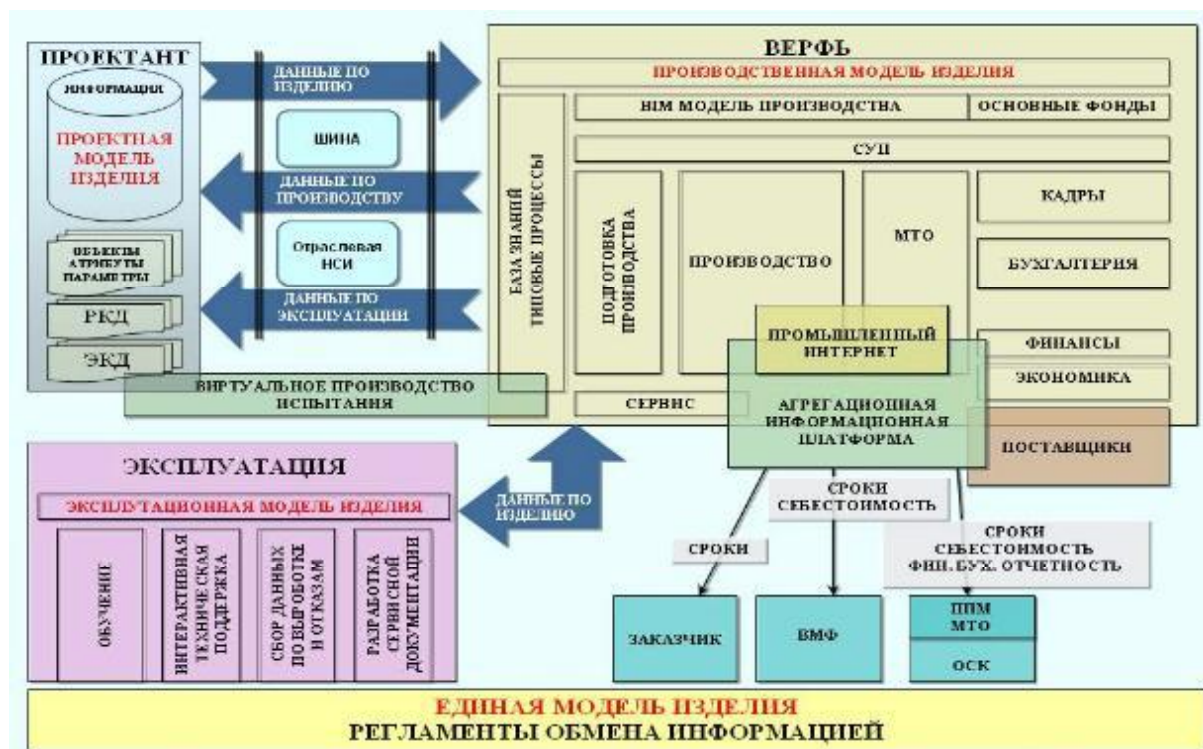 ПРОЕКТАНТ
ИНФОРМАЦИЯ
ПРОЕКТНАЯ
МОДЕЛЬ
ИЗДЕЛИЯ
ОБЪЕКТЫ
АТРИБУТЫ
ПАРАМЕТРЫ
РКД
ЭКД
ДАННЫЕ ПО
ИЗДЕЛИЮ
ШИНА
ДАННЫЕ ПО
ПРОИЗВОДСТВУ
Отраслевая
НСИ
ДАННЫЕ ПО
ЭКСПЛУАТАЦИИ
ВИРТУАЛЬНОЕ ПРОИЗВОДСТВО
ИСПЫТАНИЯ
ВЕРФЬ
ПРОИЗВОДСТВЕННАЯ МОДЕЛЬ ИЗДЕЛИЯ
BIM МОДЕЛЬ ПРОИЗВОДСТВА
ОСНОВНЫЕ ФОНДЫ
СУП
БАЗА ЗНАНИЙ
ТИПОВЫЕ ПРОЦЕССЫ
ПОДГОТОВКА
ПРОИЗВОДСТВА
ПРОИЗВОДСТВО
МТО
КАДРЫ
БУХГАЛТЕРИЯ
ФИНАНСЫ
ЭКОНОМИКА
ПРОМЫШЛЕННЫЙ
ИНТЕРНЕТ
СЕРВИС
АГРЕГАЦИОННАЯ
ИНФОРМАЦИОННАЯ
ПЛАТФОРМА
ПОСТАВЩИКИ
ЭКСПЛУАТАЦИЯ
ЭКСПЛУТАЦИОННАЯ МОДЕЛЬ ИЗДЕЛИЯ
ОБУЧЕНИЕ
ИНТЕРАКТИВНАЯ
ТЕХНИЧЕСКАЯ
ПОДДЕРЖКА
СБОР ДАННЫХ
ПО ВЫРОБОТКЕ
И ОТКАЗАМ
РАЗРАБОТКА
СЕРВИСНОЙ
ДОКУМЕНТАЦИИ
ДАННЫЕ ПО
ИЗДЕЛИЮ
СРОКИ
СРОКИ
СЕБЕСТОИМОСТЬ
СРОКИ
СЕБЕСТОИМОСТЬ
ФИН. БУХ. ОТЧЕТНОСТЬ
ЗАКАЗЧИК
ВМФ
ППМ
МТО
ОСК
ЕДИНАЯ МОДЕЛЬ ИЗДЕЛИЯ
РЕГЛАМЕНТЫ ОБМЕНА ИНФОРМАЦИЕЙ